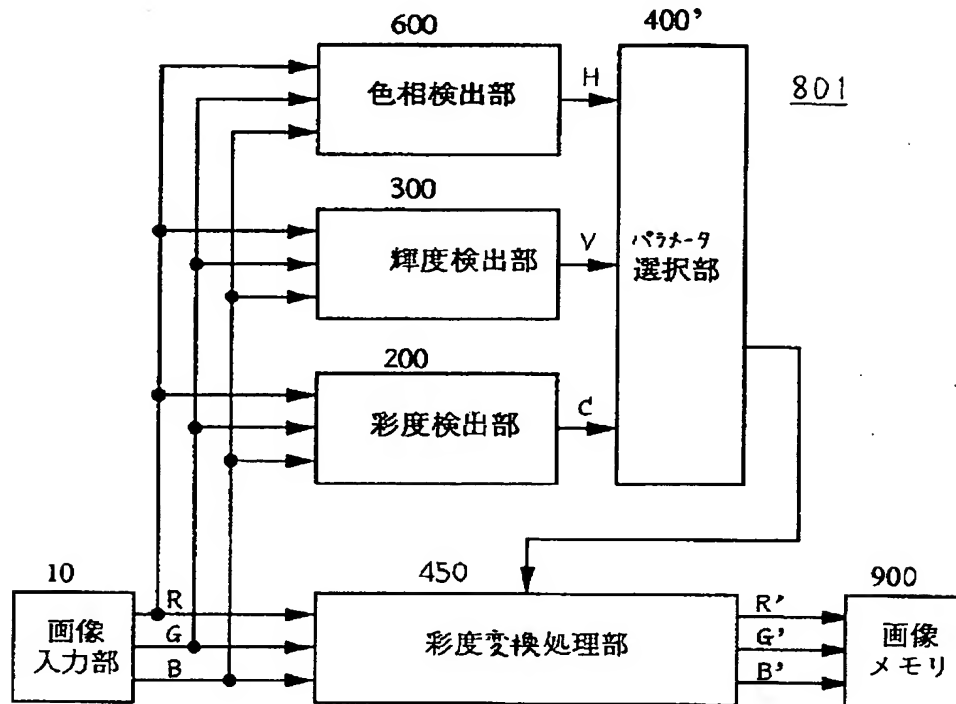 600
色相検出部
H
400’
パラメータ
選択部
801
300
輝度検出部
V
200
彩度検出部
C
10
画像
入力部
R
G
B
450
彩度変換処理部
R’
G’
B’
900
画像
メモリ